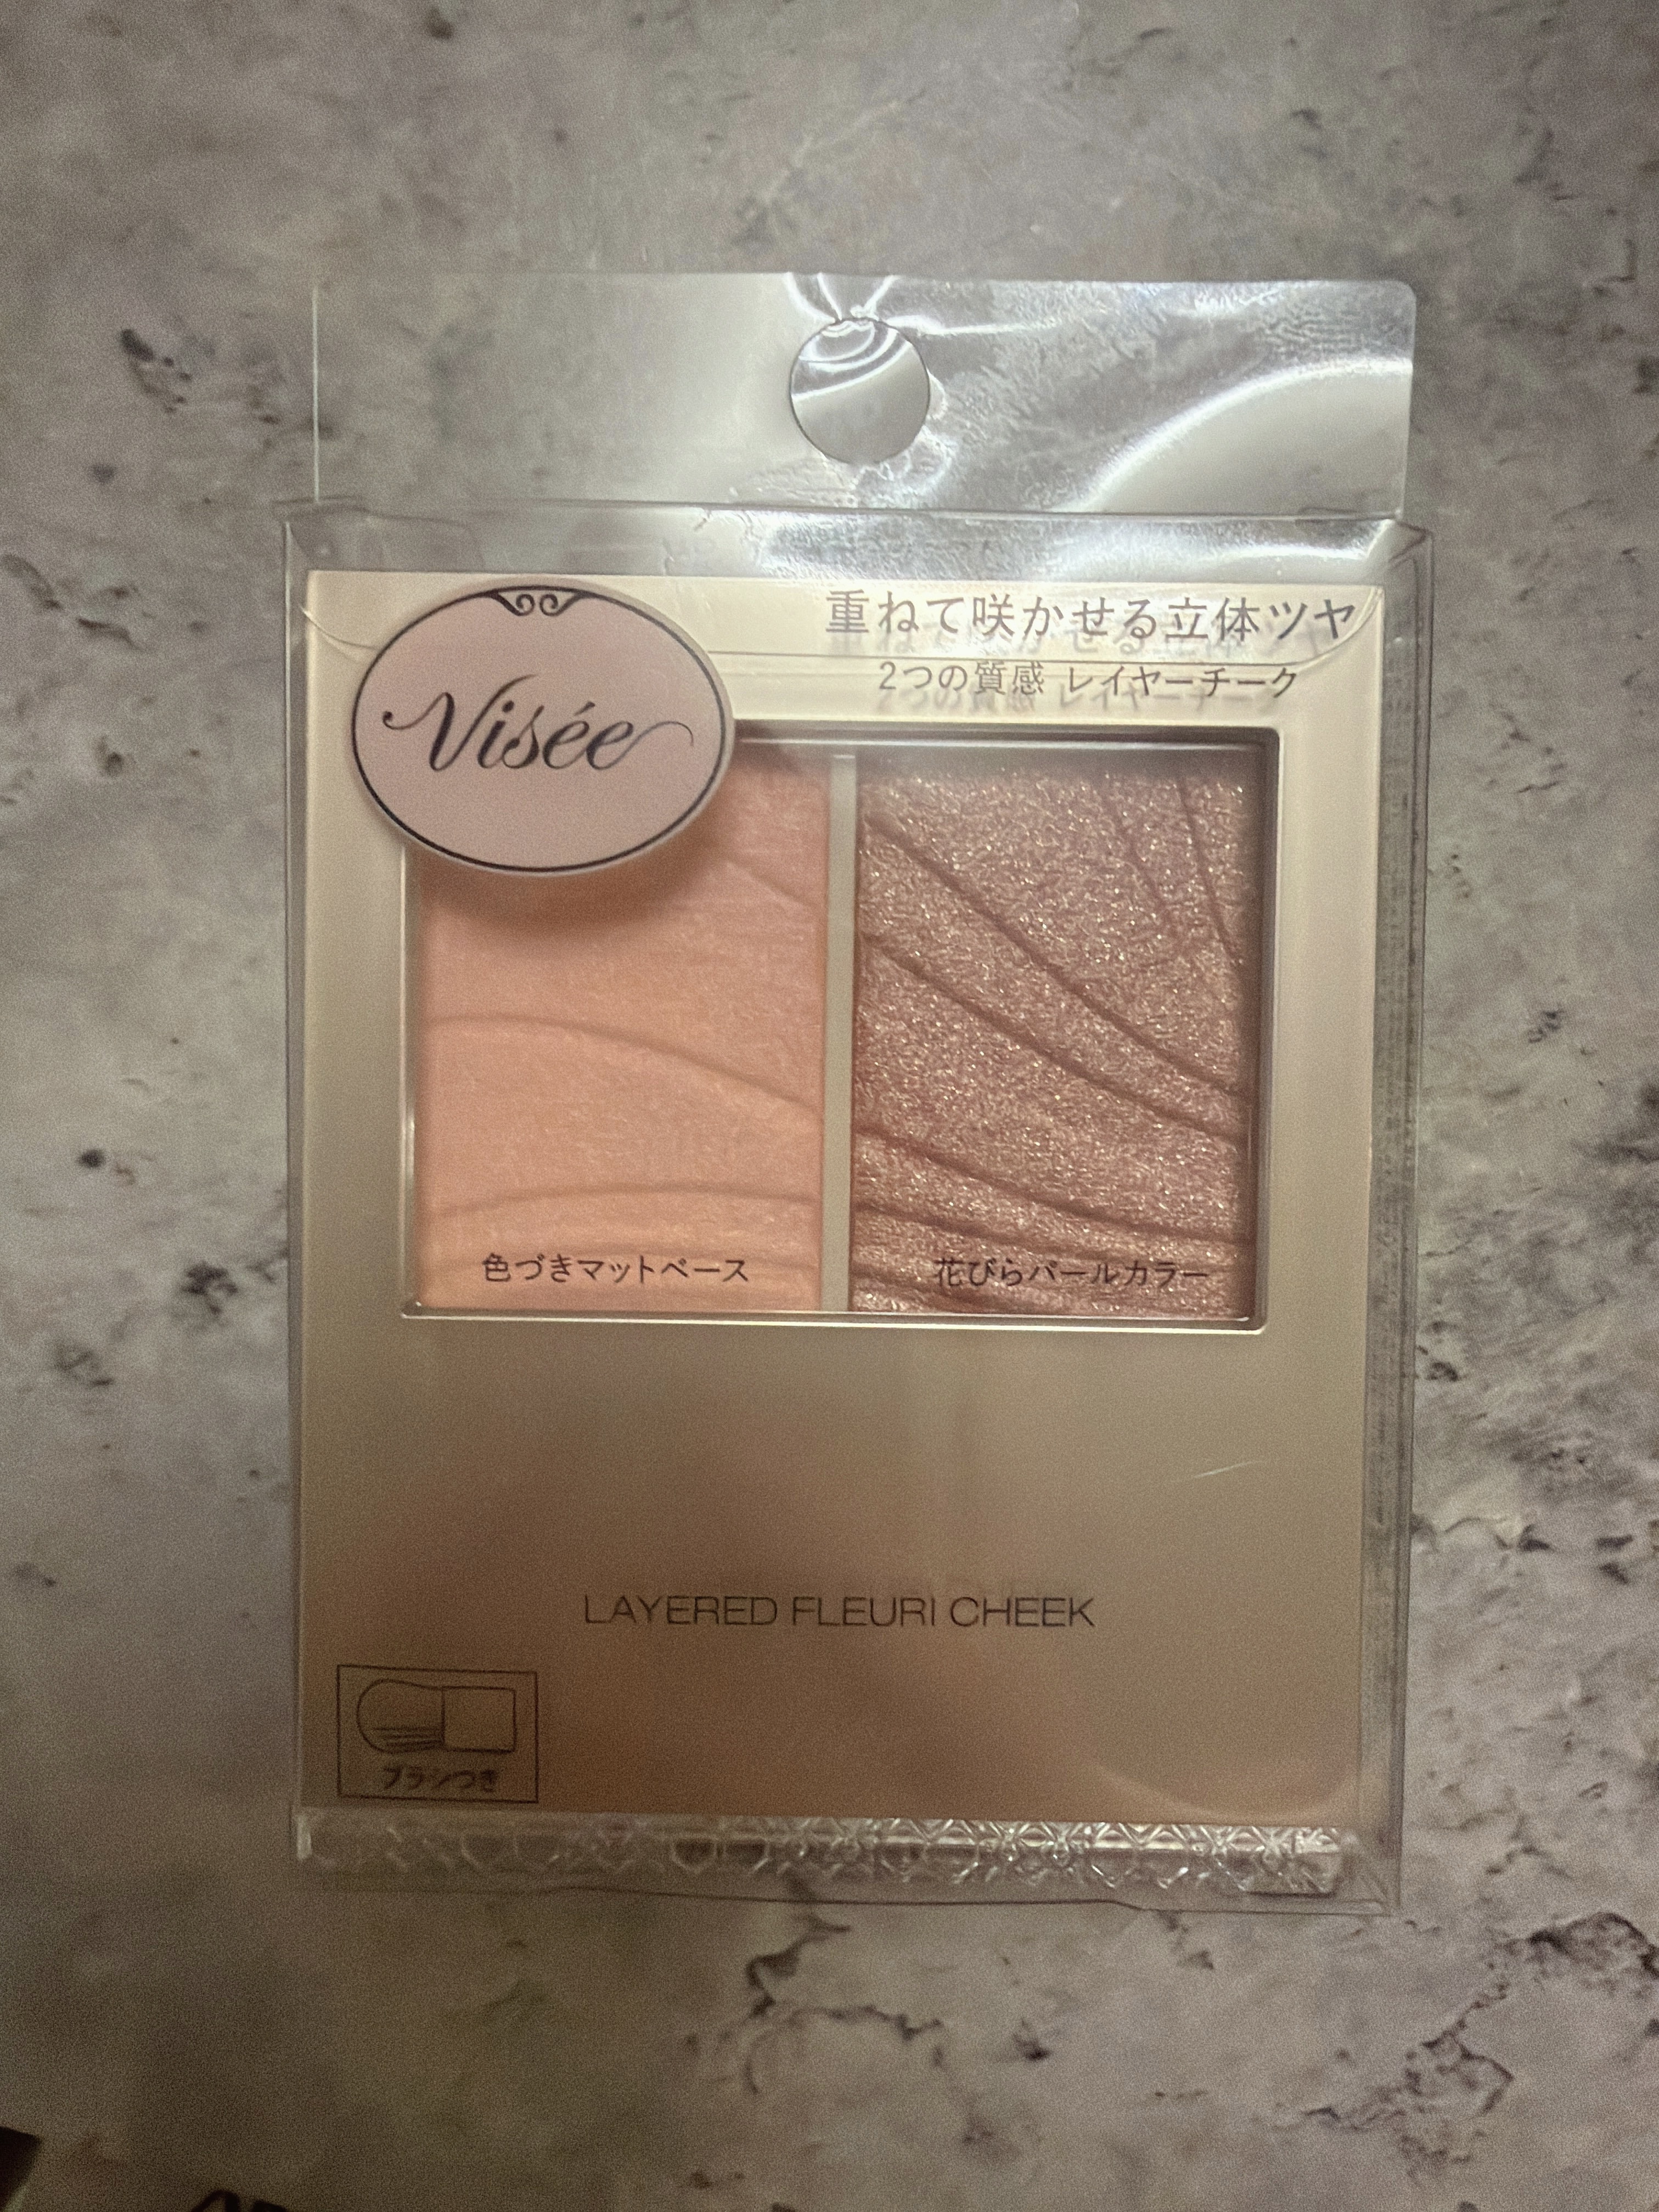 Visée
重ねて咲かせる立体ツヤ
2つの質感 レイヤーチーク
色づきマットベース
花びらパールカラー
LAYERED FLEURI CHEEK
ブラシつき